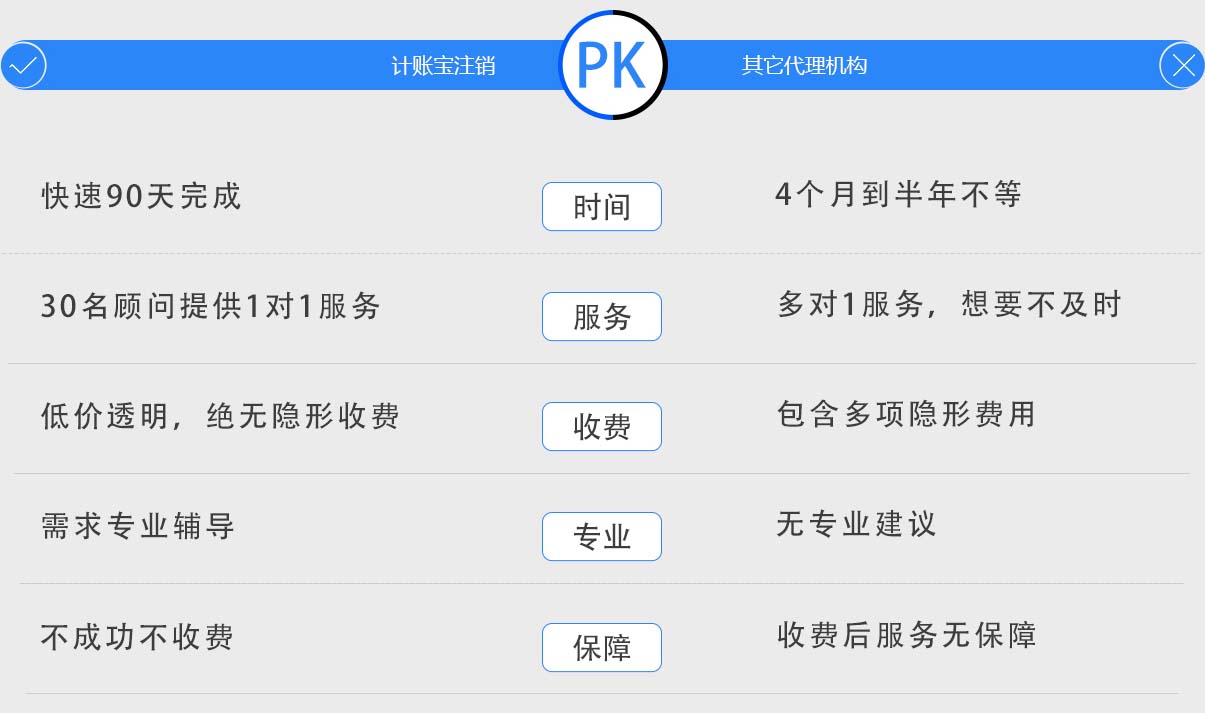 计账宝注销 PK 其它代理机构
快速90天完成 时间 4个月到半年不等
30名顾问提供1对1服务 服务 多对1服务，想要不及时
低价透明，绝无隐形收费 收费 包含多项隐形费用
需求专业辅导 专业 无专业建议
不成功不收费 保障 收费后服务无保障